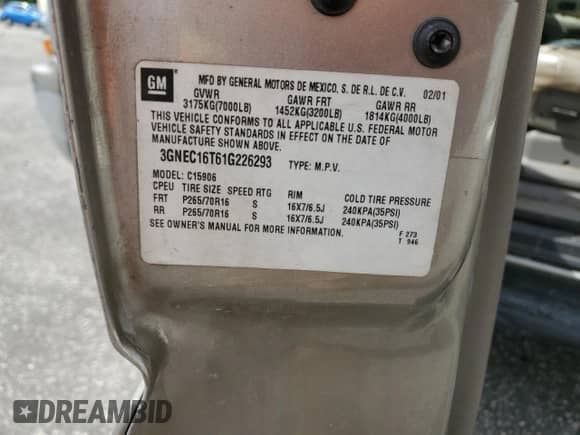 GM
MFD BY GENERAL MOTORS DE MEXICO, S. DE R.L. DE C.V. 02/01
GVWR GAWR FRT GAWR RR
3175KG(7000LB) 1452KG(3200LB) 1814KG(4000LB)
THIS VEHICLE CONFORMS TO ALL APPLICABLE U.S. FEDERAL MOTOR
VEHICLE SAFETY STANDARDS IN EFFECT ON THE DATE OF
MANUFACTURE SHOWN ABOVE.
3GNEC16T61G226293 TYPE: M.P.V.
MODEL: C15906
CPEU TIRE SIZE SPEED RTG RIM COLD TIRE PRESSURE
FRT P265/70R16 S 16X7/6.5J 240KPA(35PSI)
RR P265/70R16 S 16X7/6.5J 240KPA(35PSI)
SEE OWNER'S MANUAL FOR MORE INFORMATION.
F 273
T 946
DREAMBID